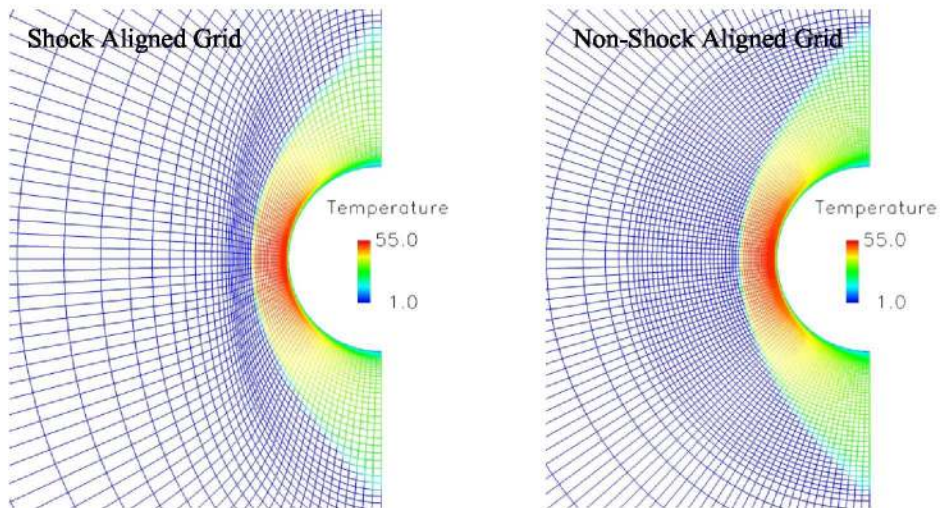 Shock Aligned Grid
Non-Shock Aligned Grid
Temperature
55.0
1.0
Temperature
55.0
1.0